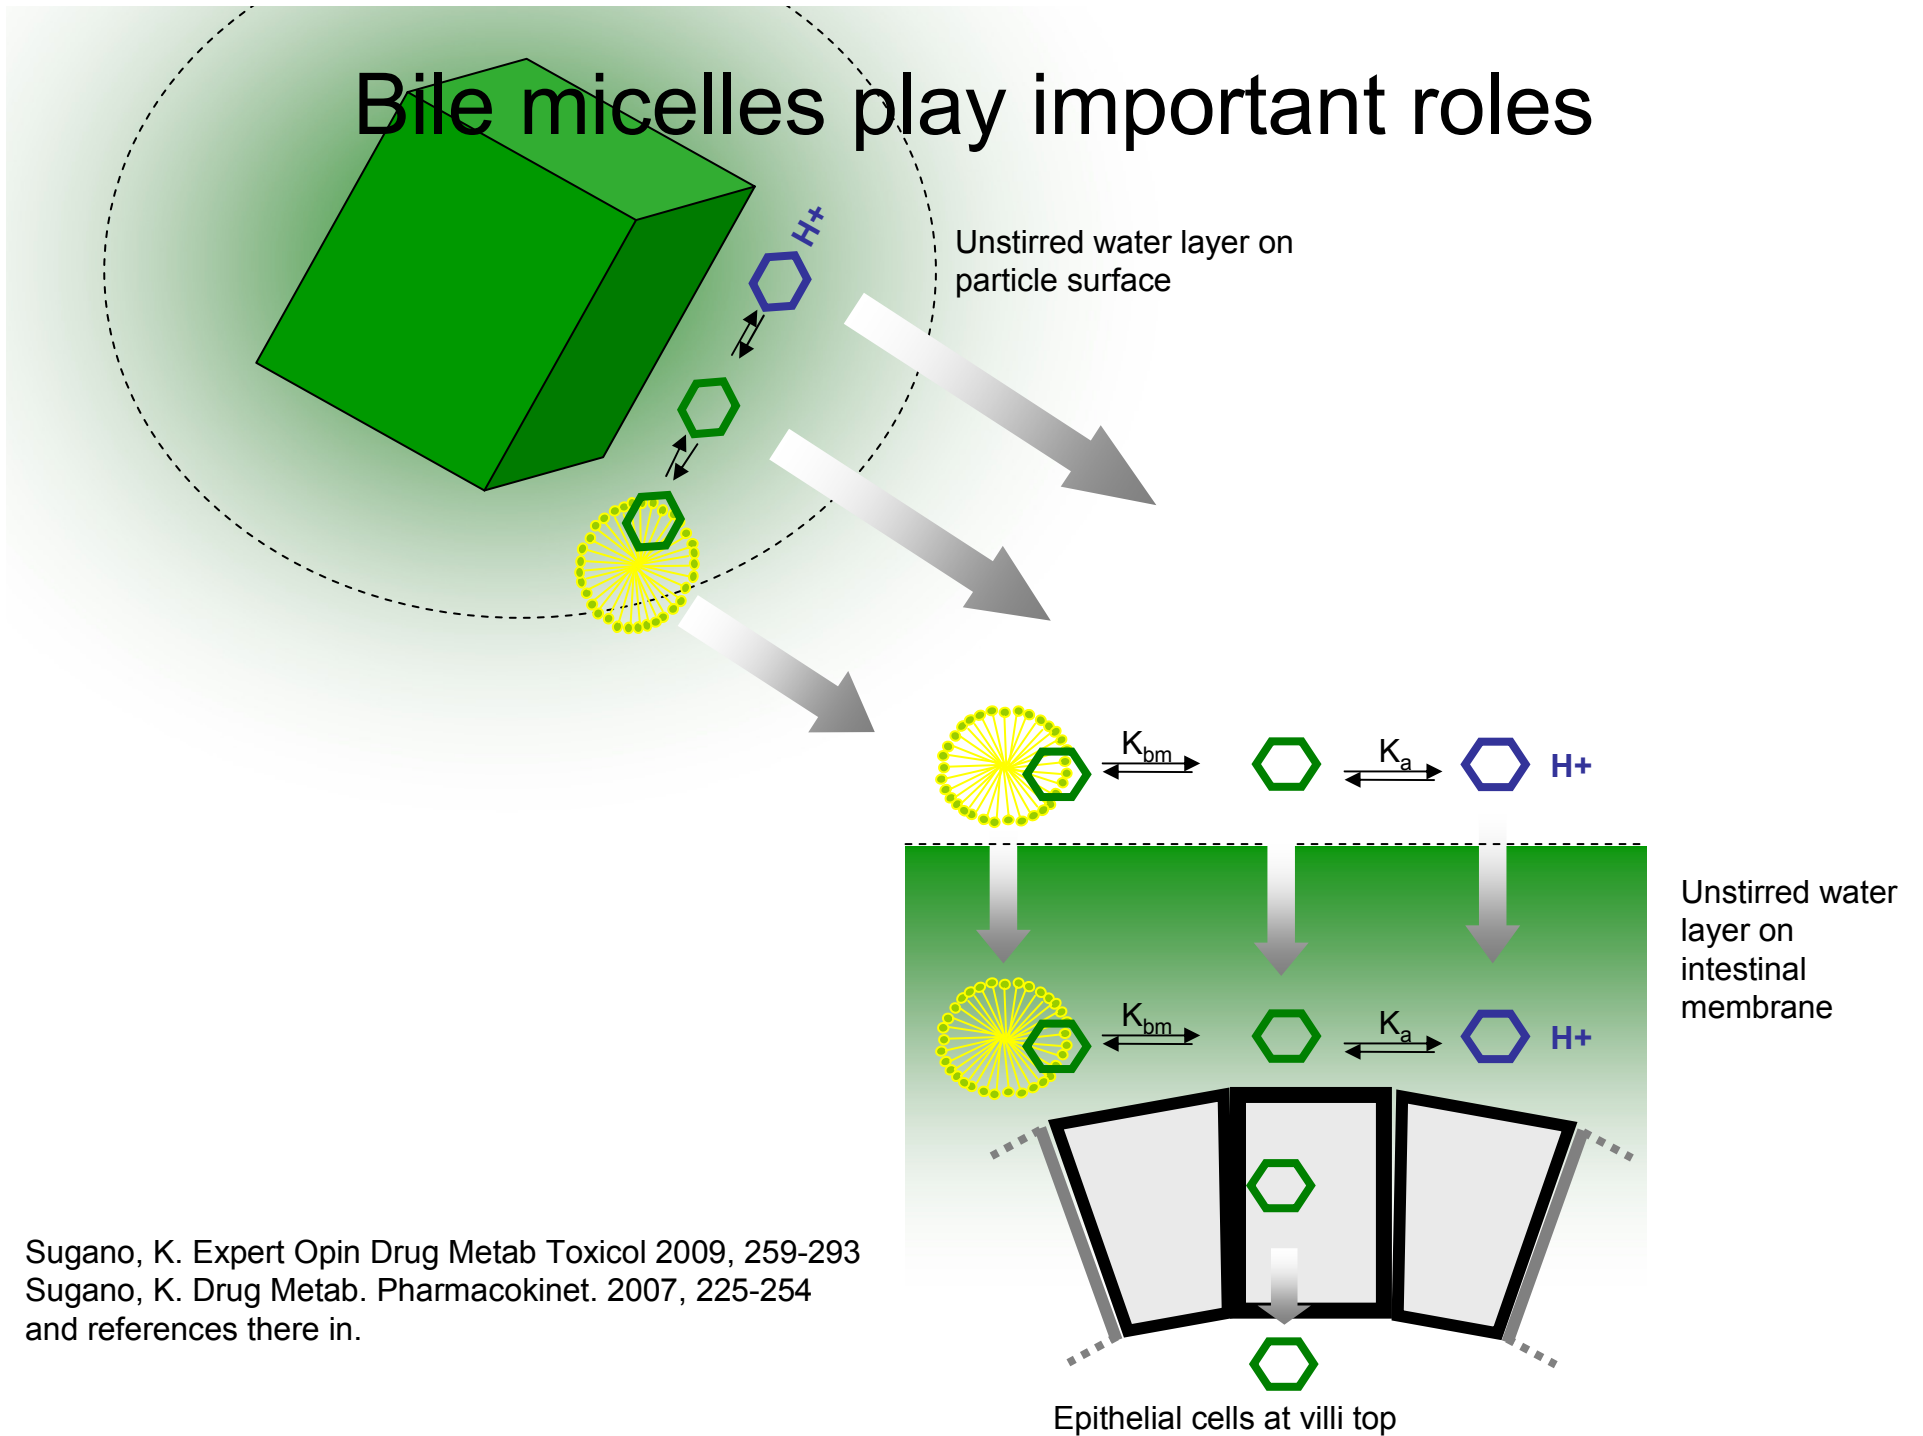 Bile micelles play important roles
H+
Unstirred water layer on
particle surface
Kbm
Ka
H+
Unstirred water
layer on
intestinal
membrane
Kbm
Ka
H+
Sugano, K. Expert Opin Drug Metab Toxicol 2009, 259-293
Sugano, K. Drug Metab. Pharmacokinet. 2007, 225-254
and references there in.
Epithelial cells at villi top